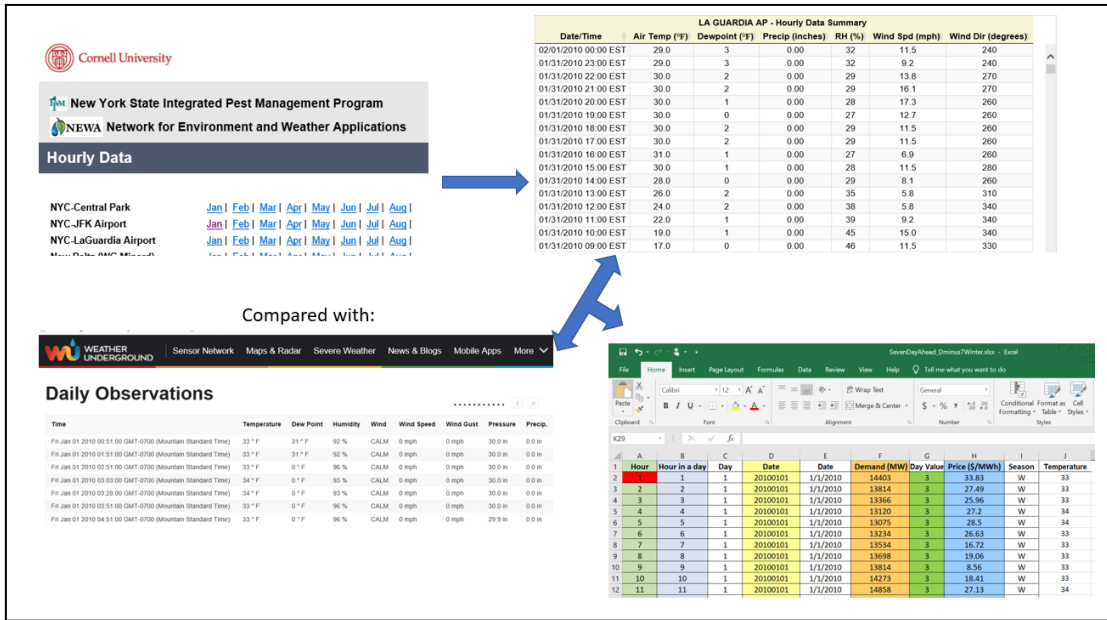 Cornell University
New York State Integrated Pest Management Program
NEWA Network for Environment and Weather Applications
Hourly Data
NYC-Central Park Jan | Feb | Mar | Apr | May | Jun | Jul | Aug |
NYC-JFK Airport Jan | Feb | Mar | Apr | May | Jun | Jul | Aug |
NYC-LaGuardia Airport Jan | Feb | Mar | Apr | May | Jun | Jul | Aug |
LA GUARDIA AP - Hourly Data Summary
Date/Time Air Temp (°F) Dewpoint (°F) Precip (inches) RH (%) Wind Spd (mph) Wind Dir (degrees)
02/01/2010 00:00 EST 29.0 3 0.00 32 11.5 240
01/31/2010 23:00 EST 29.0 3 0.00 32 9.2 240
01/31/2010 22:00 EST 30.0 2 0.00 29 13.8 270
01/31/2010 21:00 EST 30.0 2 0.00 29 16.1 270
01/31/2010 20:00 EST 30.0 1 0.00 28 17.3 260
01/31/2010 19:00 EST 30.0 0 0.00 27 12.7 260
01/31/2010 18:00 EST 30.0 2 0.00 29 11.5 260
01/31/2010 17:00 EST 30.0 2 0.00 29 11.5 260
01/31/2010 16:00 EST 31.0 1 0.00 27 6.9 260
01/31/2010 15:00 EST 30.0 1 0.00 28 11.5 280
01/31/2010 14:00 EST 28.0 0 0.00 29 8.1 260
01/31/2010 13:00 EST 26.0 2 0.00 35 5.8 310
01/31/2010 12:00 EST 24.0 2 0.00 38 5.8 340
01/31/2010 11:00 EST 22.0 1 0.00 39 9.2 340
01/31/2010 10:00 EST 19.0 1 0.00 45 15.0 340
01/31/2010 09:00 EST 17.0 0 0.00 46 11.5 330
Compared with:
WEATHER UNDERGROUND Sensor Network Maps & Radar Severe Weather News & Blogs Mobile Apps More
Daily Observations
Time Temperature Dew Point Humidity Wind Wind Speed Wind Gust Pressure Precip.
Fri Jan 01 2010 00:51:00 GMT-0700 (Mountain Standard Time) 33 ° F 31 ° F 92 % CALM 0 mph 0 mph 30.0 in 0.0 in
Fri Jan 01 2010 01:51:00 GMT-0700 (Mountain Standard Time) 33 ° F 31 ° F 92 % CALM 0 mph 0 mph 30.0 in 0.0 in
Fri Jan 01 2010 02:51:00 GMT-0700 (Mountain Standard Time) 33 ° F 0 ° F 96 % CALM 0 mph 0 mph 30.0 in 0.0 in
Fri Jan 01 2010 03:03:00 GMT-0700 (Mountain Standard Time) 34 ° F 0 ° F 93 % CALM 0 mph 0 mph 30.0 in 0.0 in
Fri Jan 01 2010 03:28:00 GMT-0700 (Mountain Standard Time) 34 ° F 0 ° F 93 % CALM 0 mph 0 mph 30.0 in 0.0 in
Fri Jan 01 2010 03:51:00 GMT-0700 (Mountain Standard Time) 33 ° F 0 ° F 96 % CALM 0 mph 0 mph 30.0 in 0.0 in
Fri Jan 01 2010 04:51:00 GMT-0700 (Mountain Standard Time) 33 ° F 0 ° F 96 % CALM 0 mph 0 mph 29.9 in 0.0 in
SevenDayAhead_Dminus7Winter.xlsx - Excel
File Home Insert Page Layout Formulas Data Review View Help Tell me what you want to do
Calibri 12 A A Wrap Text General
Paste B I U A Merge & Center $ % Conditional Formatting Format as Table Cell Styles
Clipboard Font Alignment Number Styles
K29 fx
A B C D E F G H I J
1 Hour Hour in a day Day Date Date Demand (MW) Day Value Price ($/MWh) Season Temperature
2 1 1 1 20100101 1/1/2010 14403 3 33.83 W 33
3 2 2 1 20100101 1/1/2010 13814 3 27.49 W 33
4 3 3 1 20100101 1/1/2010 13366 3 25.96 W 33
5 4 4 1 20100101 1/1/2010 13120 3 27.2 W 34
6 5 5 1 20100101 1/1/2010 13075 3 28.5 W 34
7 6 6 1 20100101 1/1/2010 13234 3 26.63 W 33
8 7 7 1 20100101 1/1/2010 13534 3 16.72 W 33
9 8 8 1 20100101 1/1/2010 13698 3 19.06 W 33
10 9 9 1 20100101 1/1/2010 13814 3 8.56 W 33
11 10 10 1 20100101 1/1/2010 14273 3 18.41 W 33
12 11 11 1 20100101 1/1/2010 14858 3 27.13 W 34